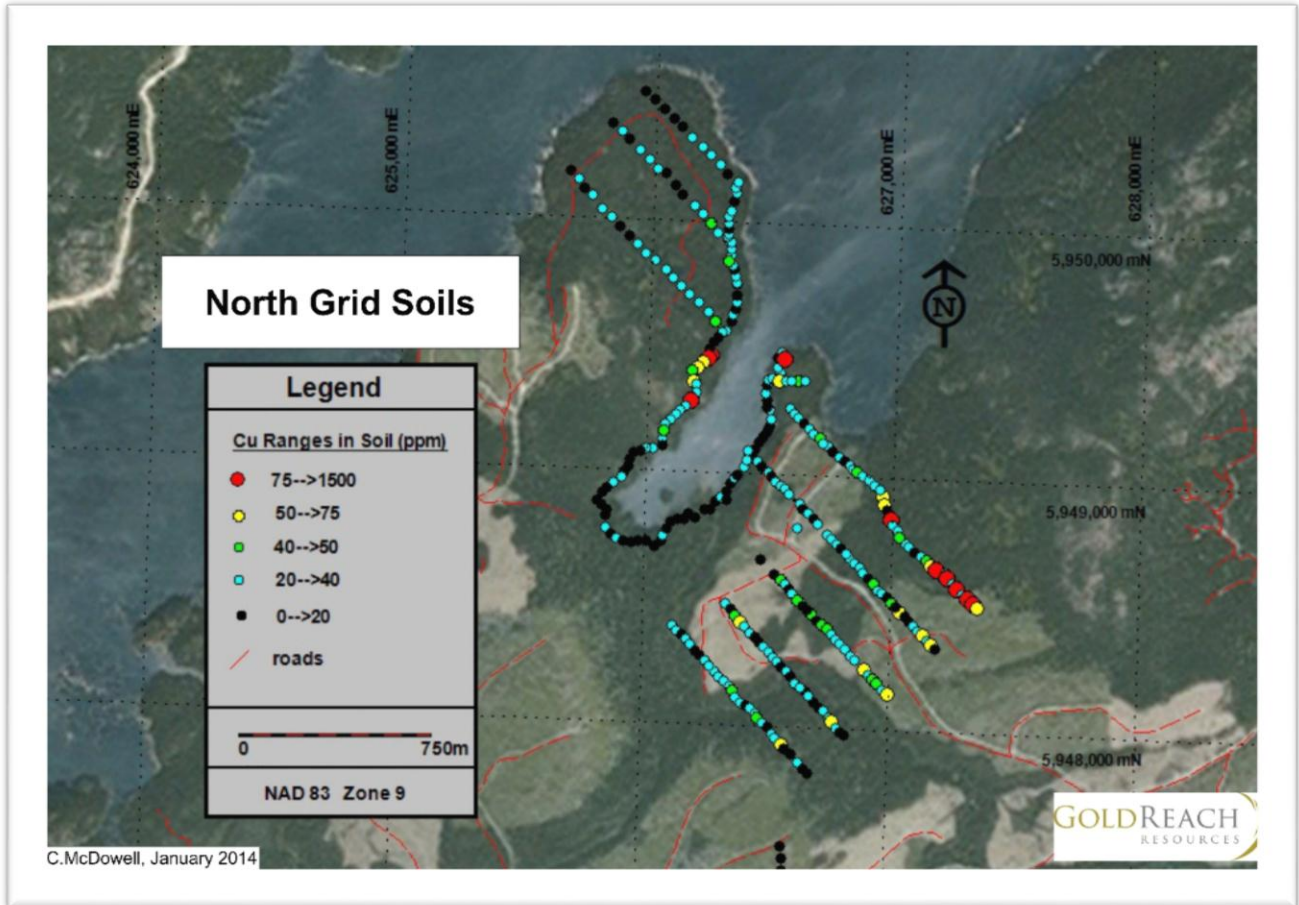 624,000 mE
625,000 mE
627,000 mE
628,000 mE
5,950,000 mN
North Grid Soils
N
Legend
Cu Ranges in Soil (ppm)
75-->1500
50-->75
40-->50
20-->40
0-->20
roads
5,949,000 mN
0 750m
5,948,000 mN
NAD 83 Zone 9
GOLDREACH
RESOURCES
C.McDowell, January 2014